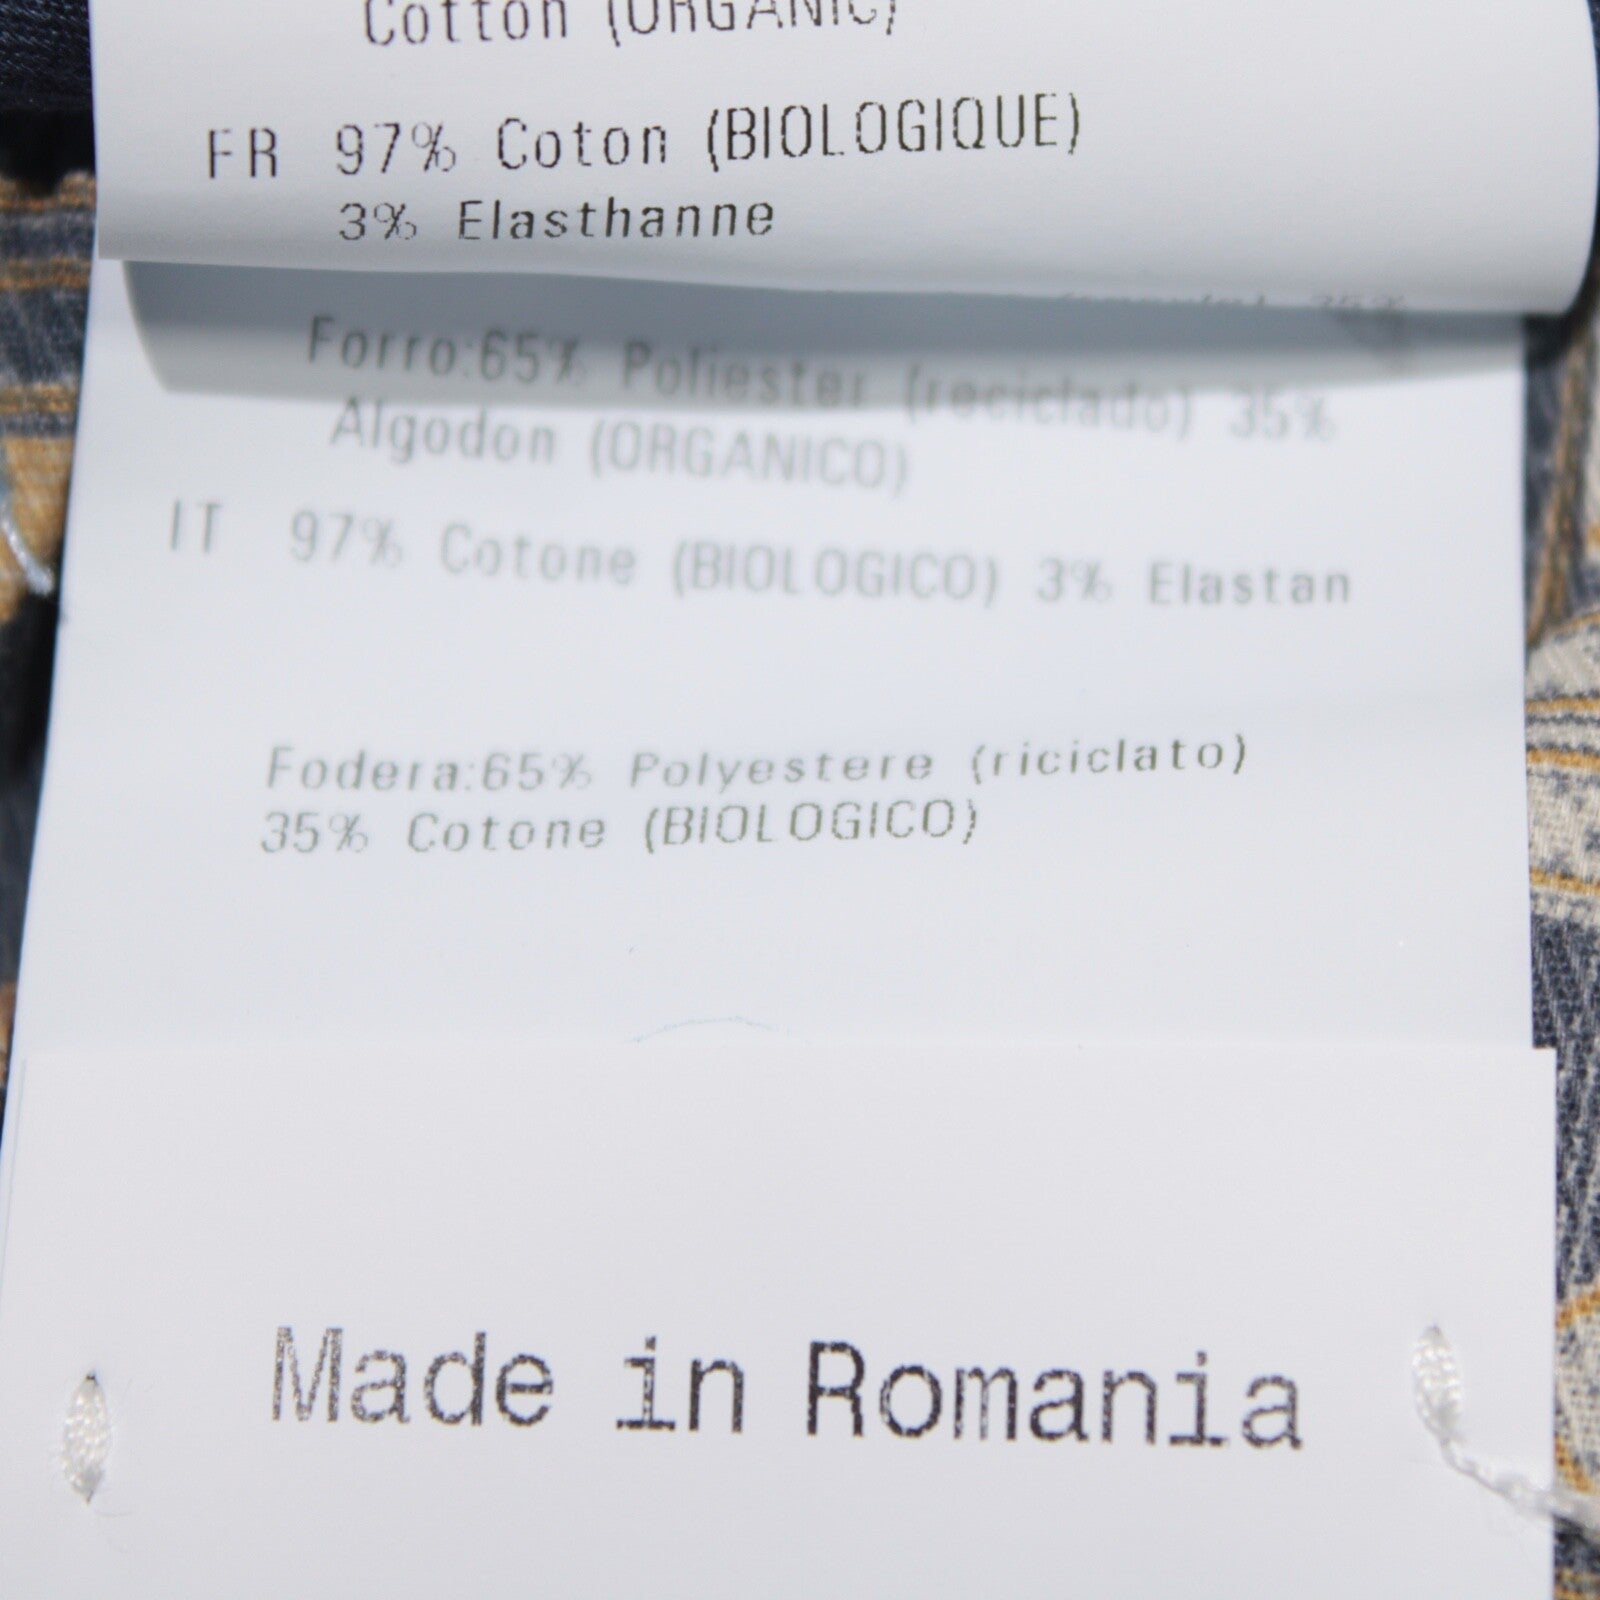 Cotton (ORGANIC)
FR 97% Coton (BIOLOGIQUE)
3% Elasthanne
35%
Forro:65% Poliester (reciclado) 35%
Algodon (ORGANICO)
IT 97% Cotone (BIOLOGICO) 3% Elastan
Fodera:65% Polyestere (riciclato)
35% Cotone (BIOLOGICO)
Made in Romania